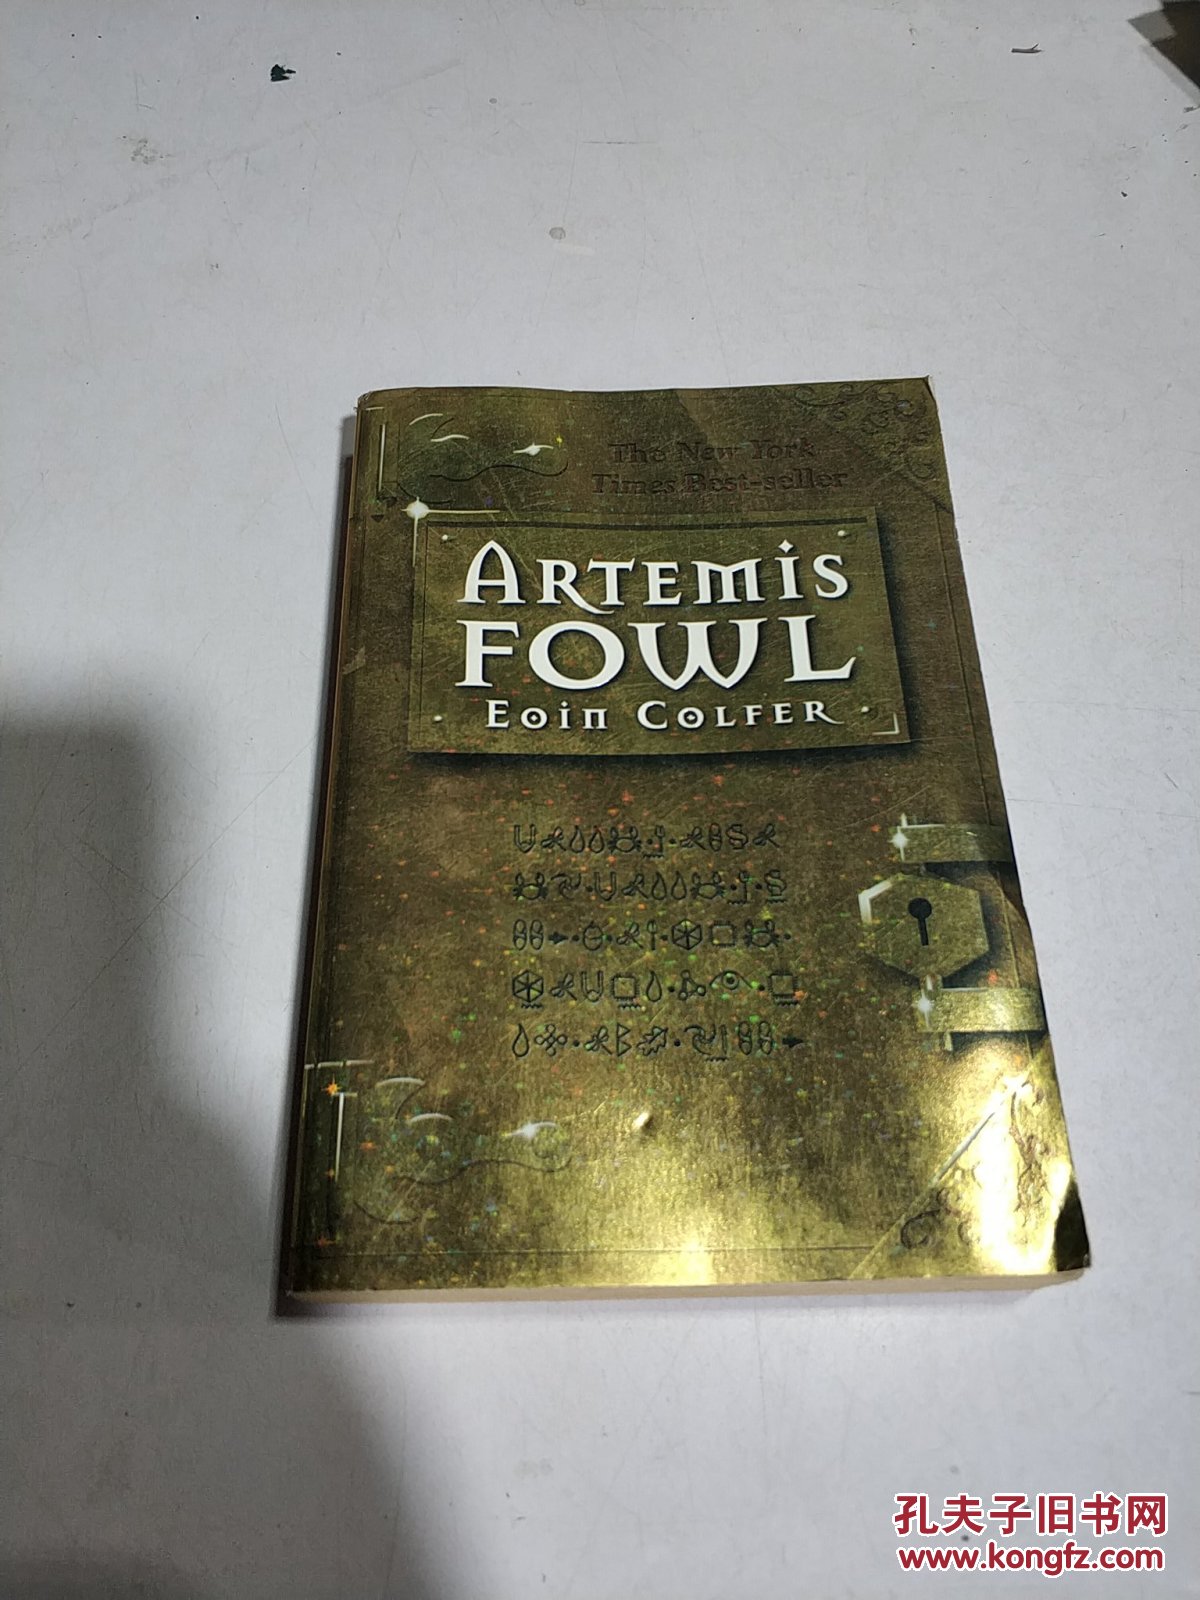 The New York
Times Best-seller
ARTEMIS
FOWL
EOIN COLFER
孔夫子旧书网
www.kongfz.com